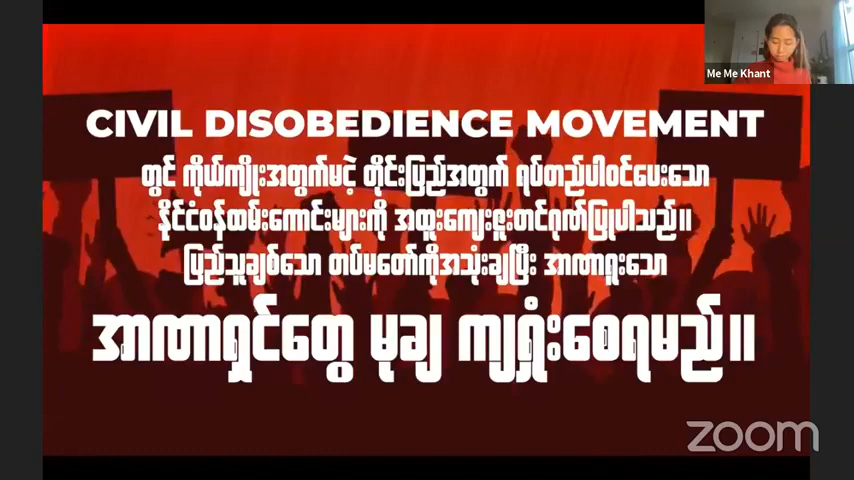 Me Me Khant
CIVIL DISOBEDIENCE MOVEMENT
တွင် ကိုယ်ကျိုးအတွက်မငဲ့ တိုင်းပြည်အတွက် ရပ်တည်ပါဝင်ပေးသော
နိုင်ငံ့ဝန်ထမ်းကောင်းများကို အထူးကျေးဇူးတင်ဂုဏ်ပြုပါသည်။
ပြည်သူချစ်သော တပ်မတော်ကိုအသုံးချပြီး အာဏာရူးသော
အာဏာရှင်တွေ မုချ ကျရှုံးစေရမည်။
zoom